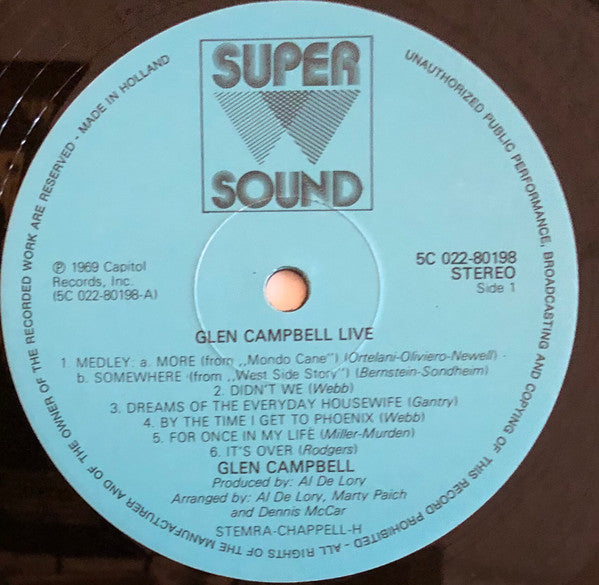 SUPER
SOUND
ALL RIGHTS OF THE MANUFACTURER AND OF THE OWNER OF THE RECORDED WORK ARE RESERVED - MADE IN HOLLAND
UNAUTHORIZED PUBLIC PERFORMANCE, BROADCASTING AND COPYING OF THIS RECORD PROHIBITED -
℗ 1969 Capitol
Records, Inc.
(5C 022-80198-A)
5C 022-80198
STEREO
Side 1
GLEN CAMPBELL LIVE
1. MEDLEY: a. MORE (from ,,Mondo Cane") (Ortelani-Oliviero-Newell) -
b. SOMEWHERE (from ,,West Side Story") (Bernstein-Sondheim)
2. DIDN'T WE (Webb)
3. DREAMS OF THE EVERYDAY HOUSEWIFE (Gantry)
4. BY THE TIME I GET TO PHOENIX (Webb)
5. FOR ONCE IN MY LIFE (Miller-Murden)
6. IT'S OVER (Rodgers)
GLEN CAMPBELL
Produced by: Al De Lory
Arranged by: Al De Lory, Marty Paich
and Dennis McCar
STEMRA-CHAPPELL-H